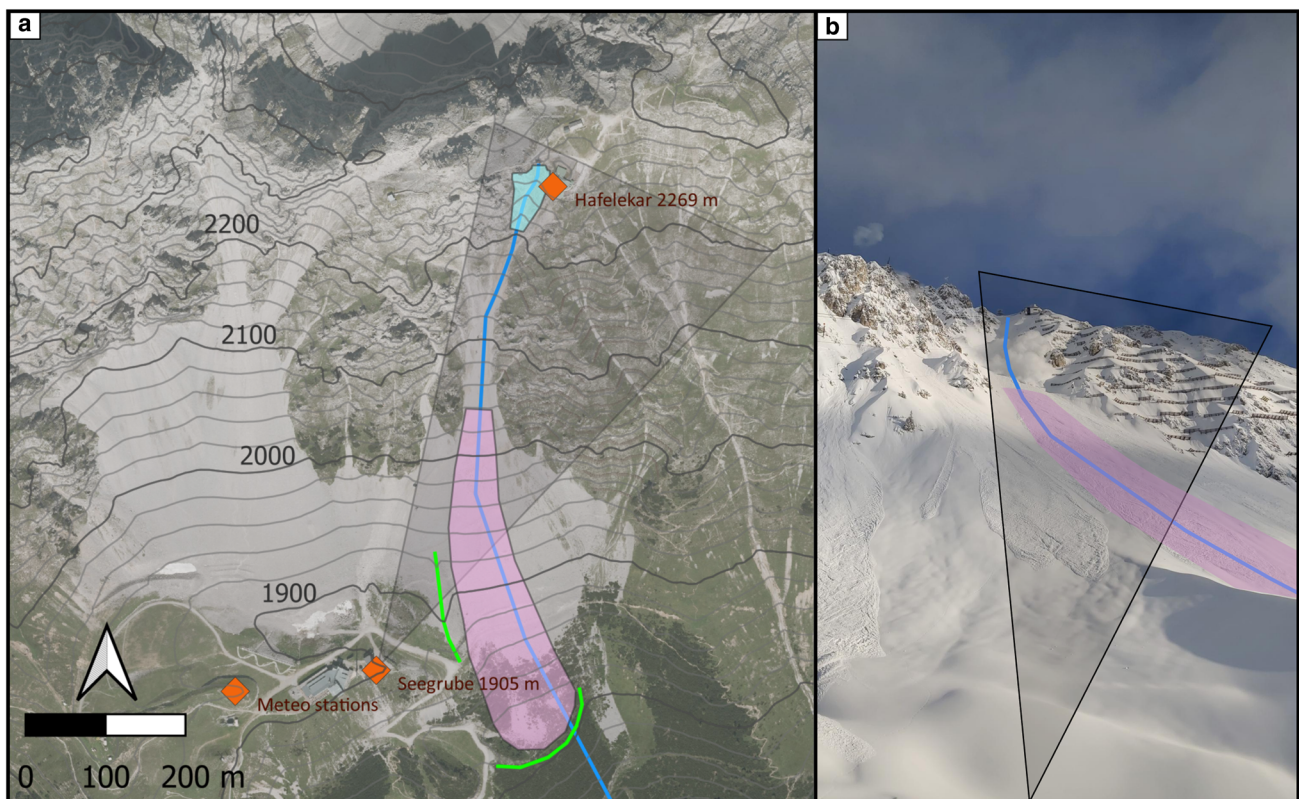 a
b
Hafelekar 2269 m
2200
2100
2000
1900
Seegrube 1905 m
Meteo stations
0 100 200 m